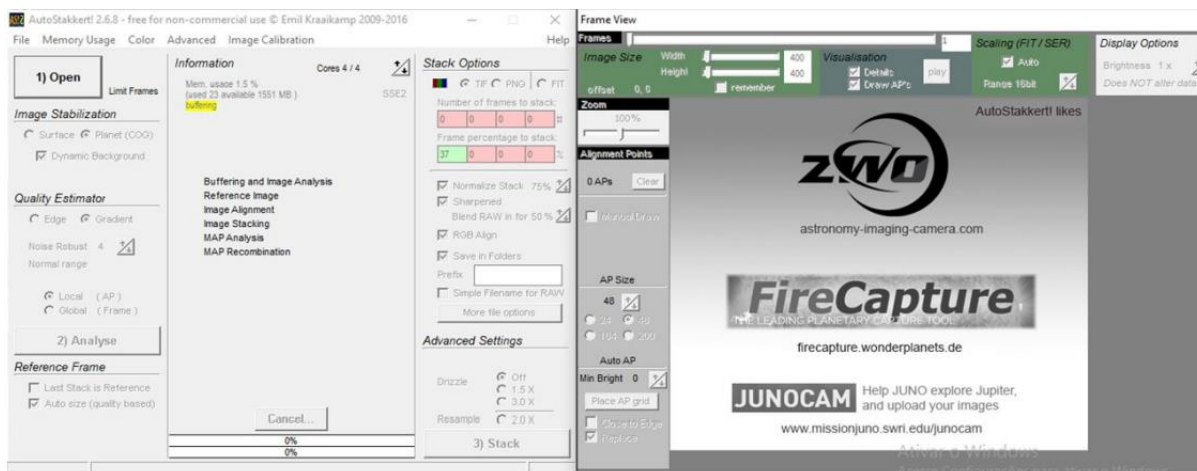 AutoStakkert! 2.6.8 - free for non-commercial use © Emil Kraaikamp 2009-2016
File Memory Usage Color Advanced Image Calibration Help
1) Open
Limit Frames
Image Stabilization
Surface Planet (COG)
Dynamic Background
Quality Estimator
Edge Gradient
Noise Robust 4
Normal range
Local (AP)
Global (Frame)
2) Analyse
Reference Frame
Last Stack is Reference
Auto size (quality based)
Information Cores 4 / 4
Mem. usage 1.5 %
(used 23 available 1551 MB ) SSE2
buffering
Buffering and Image Analysis
Reference Image
Image Alignment
Image Stacking
MAP Analysis
MAP Recombination
Cancel...
0%
0%
Stack Options
TIF PNG FIT
Number of frames to stack:
0 0 0 0 #
Frame percentage to stack:
37 0 0 0 %
Normalize Stack 75%
Sharpened
Blend RAW in for 50 %
RGB Align
Save in Folders
Prefix
Simple Filename for RAW
More file options
Advanced Settings
Drizzle Off
1.5 X
3.0 X
Resample 2.0 X
3) Stack
Frame View
Frames 1
Image Size Width 400
Height 400
offset 0, 0 remember
Visualisation
Details
Draw AP's
play
Scaling (FIT / SER)
Auto
Range 16bit
Display Options
Brightness 1 x
Does NOT alter data
Zoom
100%
Alignment Points
0 APs Clear
Manual Draw
AP Size
48
24 48
104 200
Auto AP
Min Bright 0
Place AP grid
Close to Edge
Replace
AutoStakkert! likes
ZWO
astronomy-imaging-camera.com
FireCapture
THE LEADING PLANETARY CAPTURE TOOL
firecapture.wonderplanets.de
JUNOCAM Help JUNO explore Jupiter,
and upload your images
www.missionjuno.swri.edu/junocam
Ativar o Windows